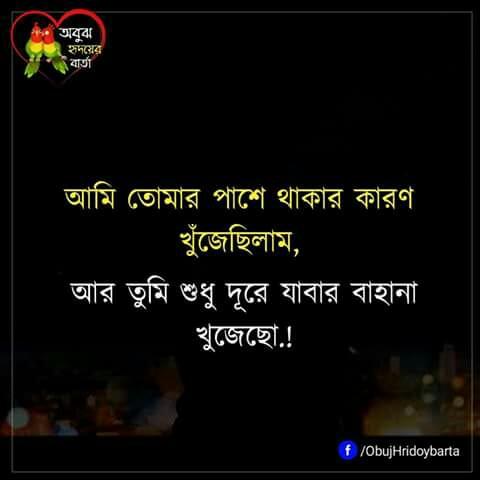 অবুঝ
হৃদয়ের
বার্তা
আমি তোমার পাশে থাকার কারণ
খুঁজেছিলাম,
আর তুমি শুধু দূরে যাবার বাহানা
খুজেছো.!
f /ObujHridoybarta